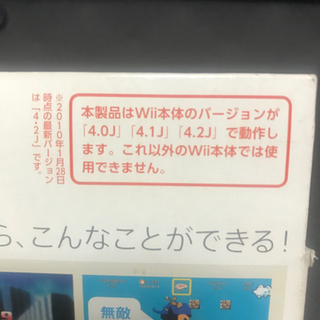 本製品はWii本体のバージョンが
「4.0J」「4.1J」「4.2J」で動作し
ます。これ以外のWii本体では使
用できません。
※2010年1月28日
時点の最新バージョン
は「4・2J」です。
ら、こんなことができる!
無敵